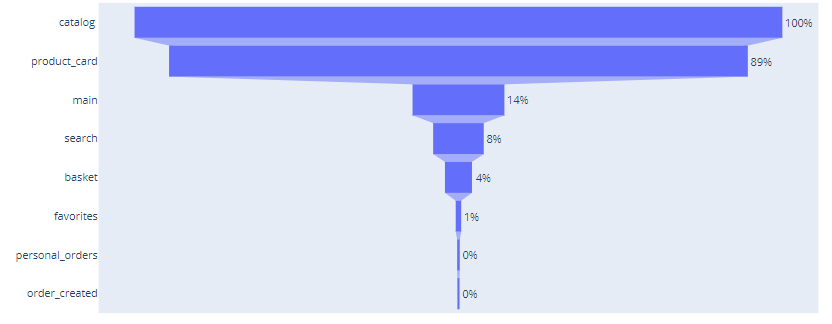 catalog 100%
product_card 89%
main 14%
search 8%
basket 4%
favorites 1%
personal_orders 0%
order_created 0%